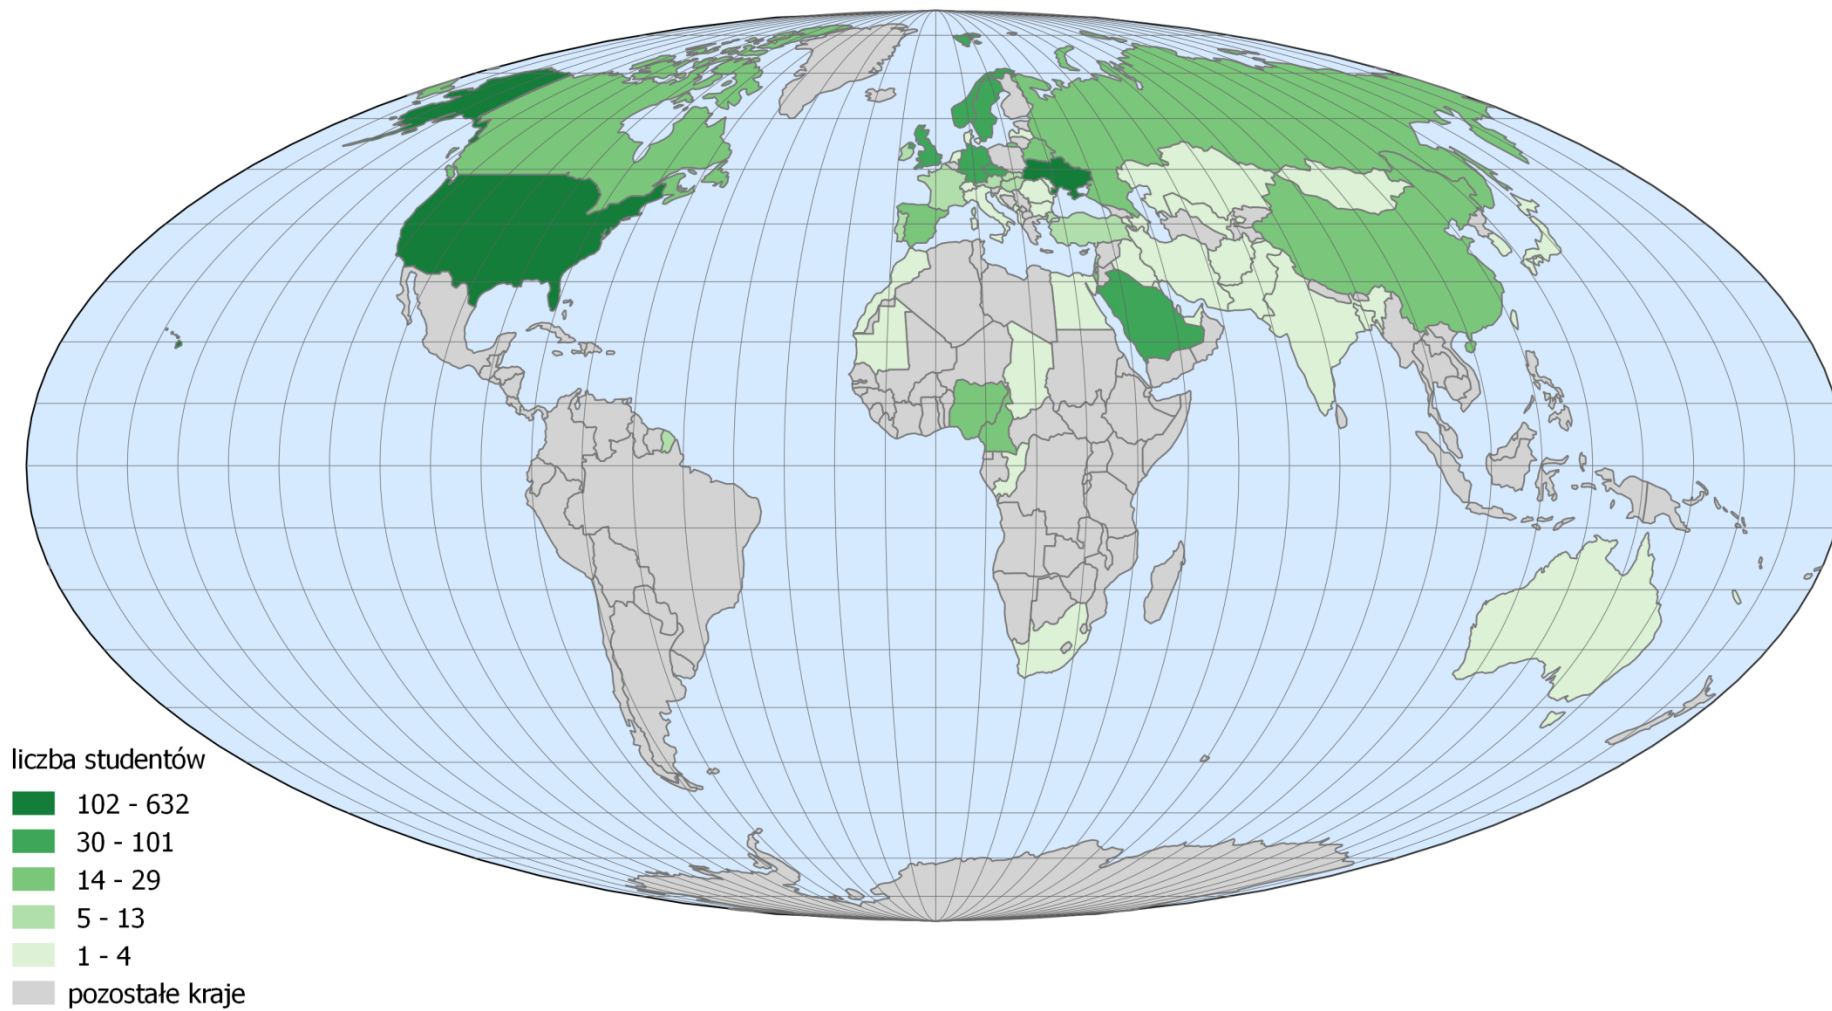 liczba studentów
102 - 632
30 - 101
14 - 29
5 - 13
1 - 4
pozostałe kraje